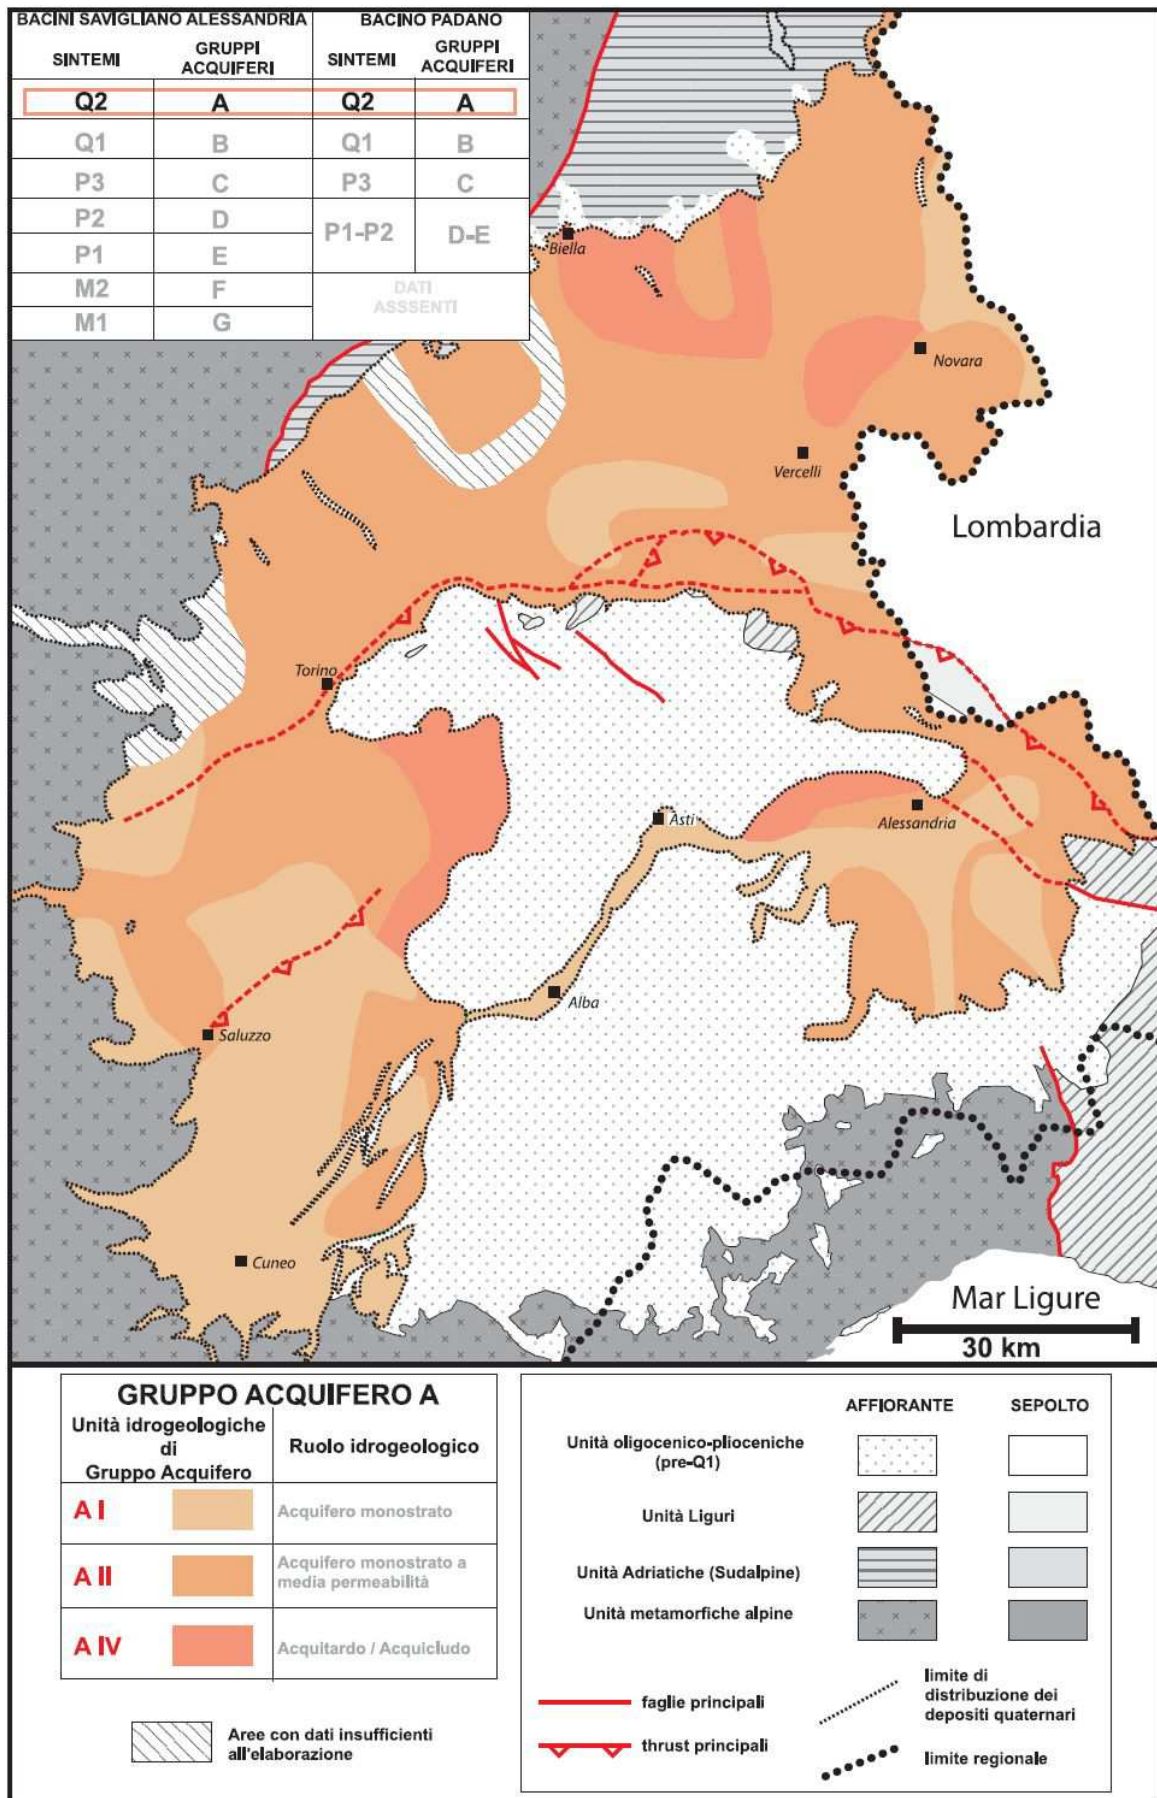 BACINI SAVIGLIANO ALESSANDRIA
BACINO PADANO
SINTEMI
GRUPPI
ACQUIFERI
SINTEMI
GRUPPI
ACQUIFERI
Q2 A Q2 A
Q1 B Q1 B
P3 C P3 C
P2 D
P1-P2 D-E
P1 E
M2 F
DATI
ASSSENTI
M1 G
Biella
Novara
Vercelli
Lombardia
Torino
Asti
Alessandria
Alba
Saluzzo
Cuneo
Mar Ligure
30 km
GRUPPO ACQUIFERO A
Unità idrogeologiche
di
Gruppo Acquifero
Ruolo idrogeologico
A I
Acquifero monostrato
A II
Acquifero monostrato a
media permeabilità
A IV
Acquitardo / Acquicludo
Aree con dati insufficienti
all'elaborazione
AFFIORANTE SEPOLTO
Unità oligocenico-plioceniche
(pre-Q1)
Unità Liguri
Unità Adriatiche (Sudalpine)
Unità metamorfiche alpine
faglie principali
limite di
distribuzione dei
depositi quaternari
thrust principali
limite regionale